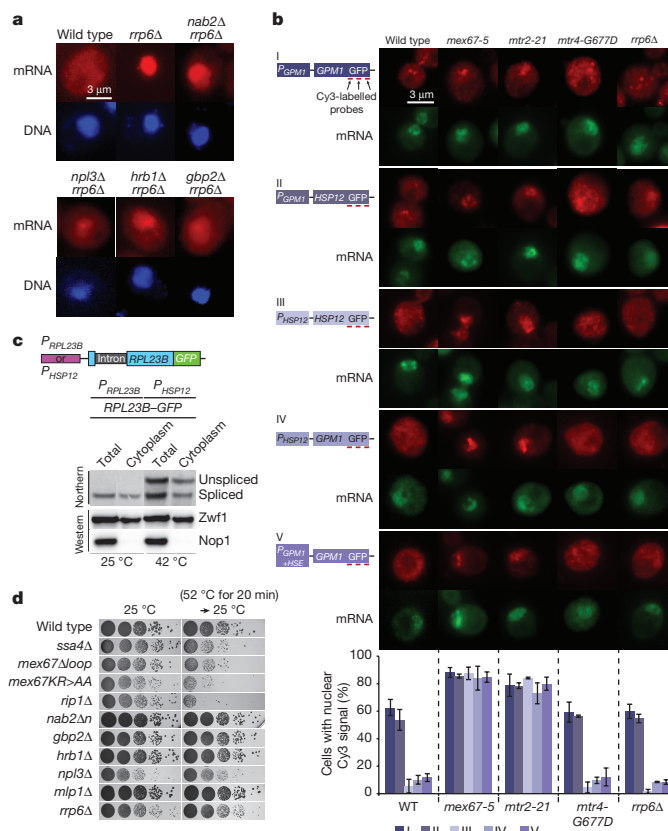 a
Wild type rrp6Δ nab2Δ rrp6Δ
mRNA
3 µm
DNA
npl3Δ rrp6Δ hrb1Δ rrp6Δ gbp2Δ rrp6Δ
mRNA
DNA
b
Wild type mex67-5 mtr2-21 mtr4-G677D rrp6Δ
I
PGPM1 GPM1 GFP
3 µm
Cy3-labelled probes
mRNA
II
PGPM1 HSP12 GFP
mRNA
III
PHSP12 HSP12 GFP
mRNA
IV
PHSP12 GPM1 GFP
mRNA
V
PGPM1 +HSE GPM1 GFP
mRNA
Cells with nuclear Cy3 signal (%)
100
80
60
40
20
0
WT mex67-5 mtr2-21 mtr4-G677D rrp6Δ
I II III IV V
c
PRPL23B
or
PHSP12
Intron RPL23B GFP
PRPL23B PHSP12
RPL23B–GFP
Total Cytoplasm Total Cytoplasm
Northern
Unspliced
Spliced
Western
Zwf1
Nop1
25 °C 42 °C
d
25 °C (52 °C for 20 min) → 25 °C
Wild type
ssa4Δ
mex67Δloop
mex67KR>AA
rip1Δ
nab2Δn
gbp2Δ
hrb1Δ
npl3Δ
mlp1Δ
rrp6Δ